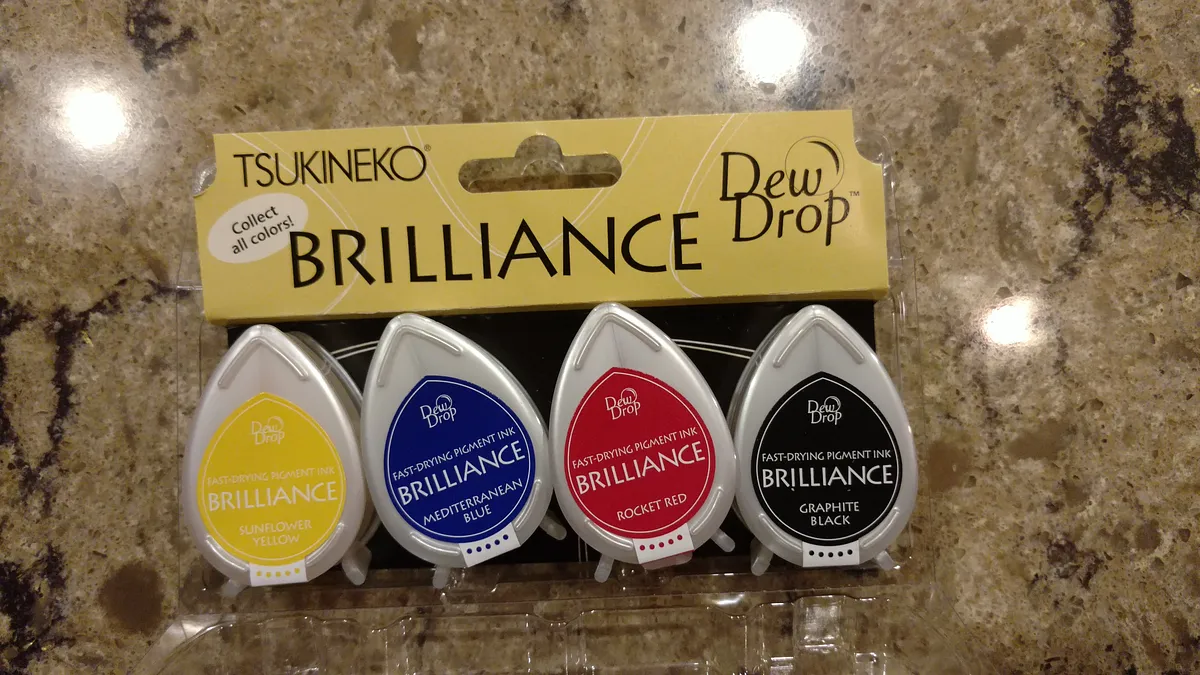 TSUKINEKO®
Collect
all colors!
BRILLIANCE
Dew
Drop™
Dew
Drop
FAST-DRYING PIGMENT INK
BRILLIANCE
SUNFLOWER
YELLOW
Dew
Drop
FAST-DRYING PIGMENT INK
BRILLIANCE
MEDITERRANEAN
BLUE
Dew
Drop
FAST-DRYING PIGMENT INK
BRILLIANCE
ROCKET RED
Dew
Drop
FAST-DRYING PIGMENT INK
BRILLIANCE
GRAPHITE
BLACK